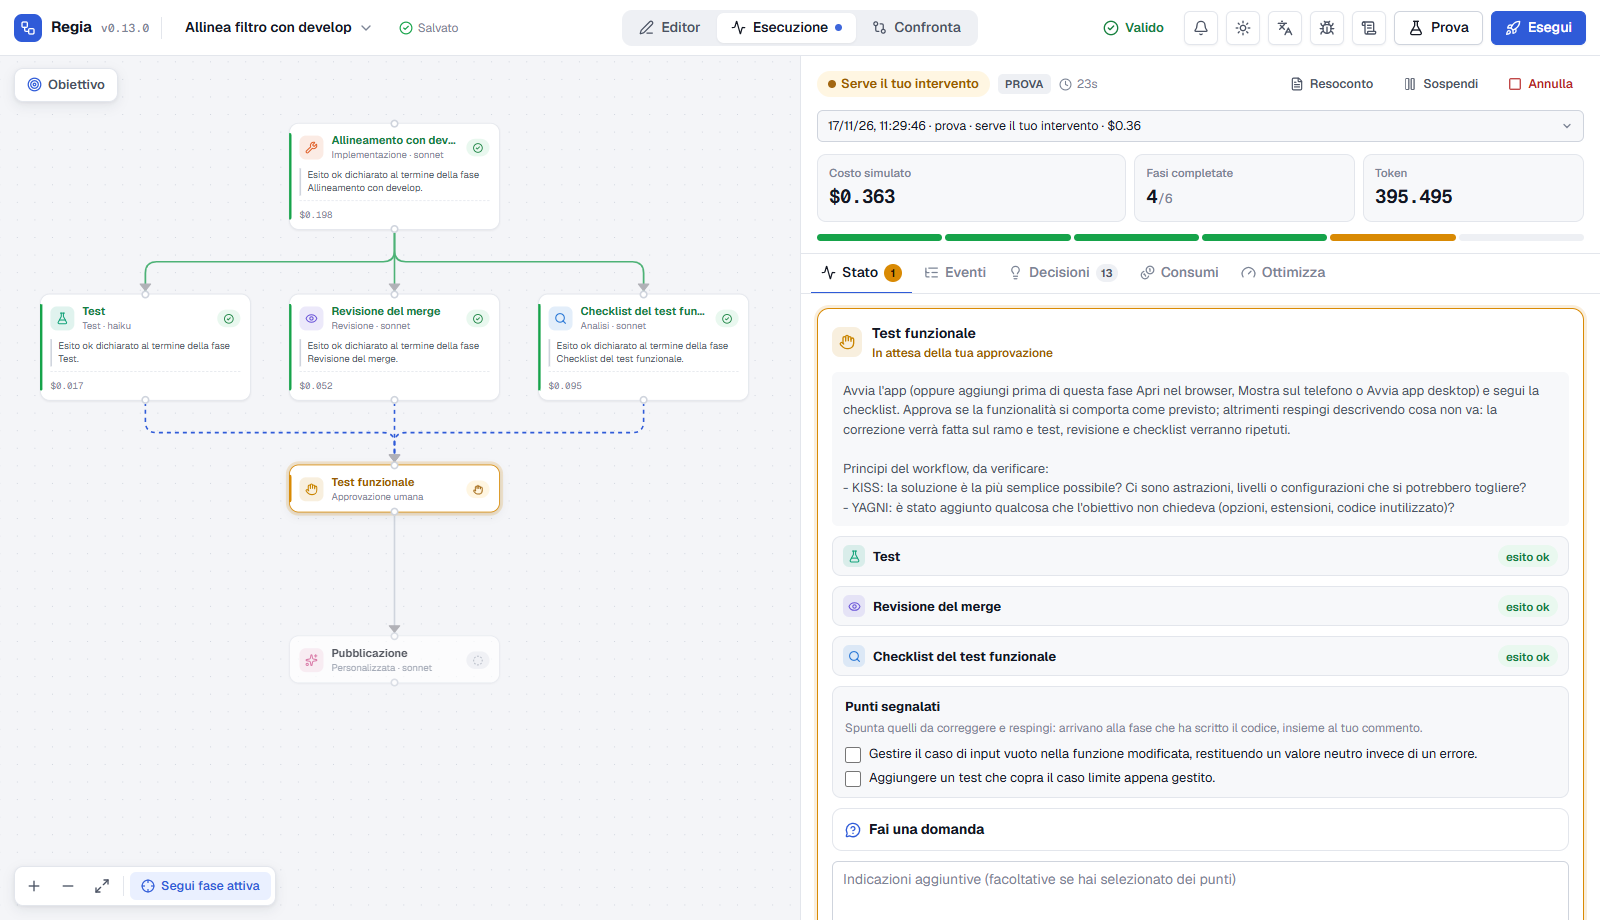 Regia v0.13.0
Allinea filtro con develop
Salvato
Editor
Esecuzione
Confronta
Valido
Prova
Esegui
Obiettivo
Allineamento con dev...
Implementazione · sonnet
Esito ok dichiarato al termine della fase
Allineamento con develop.
$0.198
Test
Test · haiku
Esito ok dichiarato al termine della fase
Test.
$0.017
Revisione del merge
Revisione · sonnet
Esito ok dichiarato al termine della fase
Revisione del merge.
$0.052
Checklist del test fun...
Analisi · sonnet
Esito ok dichiarato al termine della fase
Checklist del test funzionale.
$0.095
Test funzionale
Approvazione umana
Pubblicazione
Personalizzata · sonnet
Segui fase attiva
Serve il tuo intervento
PROVA
23s
Resoconto
Sospendi
Annulla
17/11/26, 11:29:46 · prova · serve il tuo intervento · $0.36
Costo simulato
$0.363
Fasi completate
4/6
Token
395.495
Stato 1
Eventi
Decisioni 13
Consumi
Ottimizza
Test funzionale
In attesa della tua approvazione
Avvia l'app (oppure aggiungi prima di questa fase Apri nel browser, Mostra sul telefono o Avvia app desktop) e segui la
checklist. Approva se la funzionalità si comporta come previsto; altrimenti respingi descrivendo cosa non va: la
correzione verrà fatta sul ramo e test, revisione e checklist verranno ripetuti.
Principi del workflow, da verificare:
- KISS: la soluzione è la più semplice possibile? Ci sono astrazioni, livelli o configurazioni che si potrebbero togliere?
- YAGNI: è stato aggiunto qualcosa che l'obiettivo non chiedeva (opzioni, estensioni, codice inutilizzato)?
Test
esito ok
Revisione del merge
esito ok
Checklist del test funzionale
esito ok
Punti segnalati
Spunta quelli da correggere e respingi: arrivano alla fase che ha scritto il codice, insieme al tuo commento.
Gestire il caso di input vuoto nella funzione modificata, restituendo un valore neutro invece di un errore.
Aggiungere un test che copra il caso limite appena gestito.
Fai una domanda
Indicazioni aggiuntive (facoltative se hai selezionato dei punti)